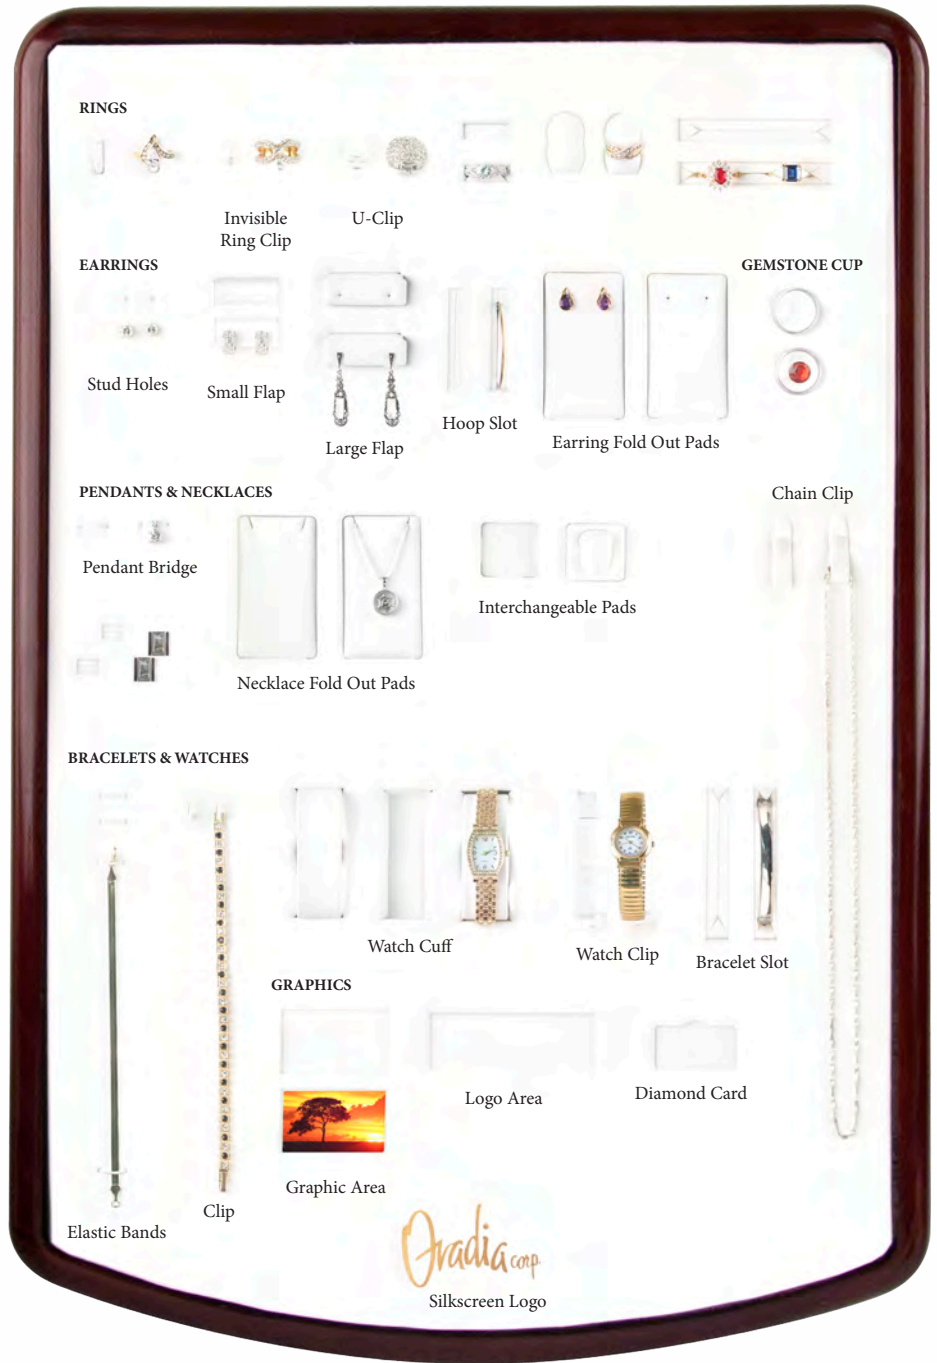 RINGS
Invisible
Ring Clip
U-Clip
EARRINGS
GEMSTONE CUP
Stud Holes
Small Flap
Large Flap
Hoop Slot
Earring Fold Out Pads
PENDANTS & NECKLACES
Chain Clip
Pendant Bridge
Interchangeable Pads
Necklace Fold Out Pads
BRACELETS & WATCHES
Watch Cuff
Watch Clip
Bracelet Slot
GRAPHICS
Logo Area
Diamond Card
Graphic Area
Clip
Elastic Bands
Ovadia corp.
Silkscreen Logo